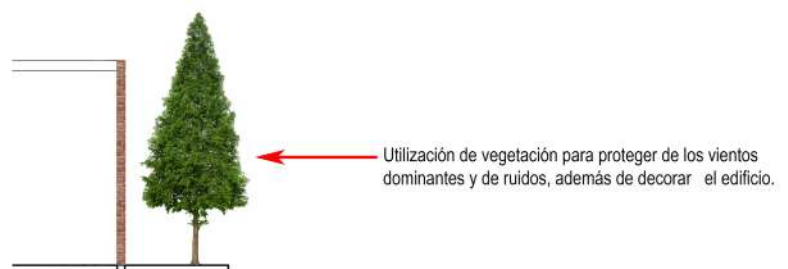 Utilización de vegetación para proteger de los vientos
dominantes y de ruidos, además de decorar el edificio.